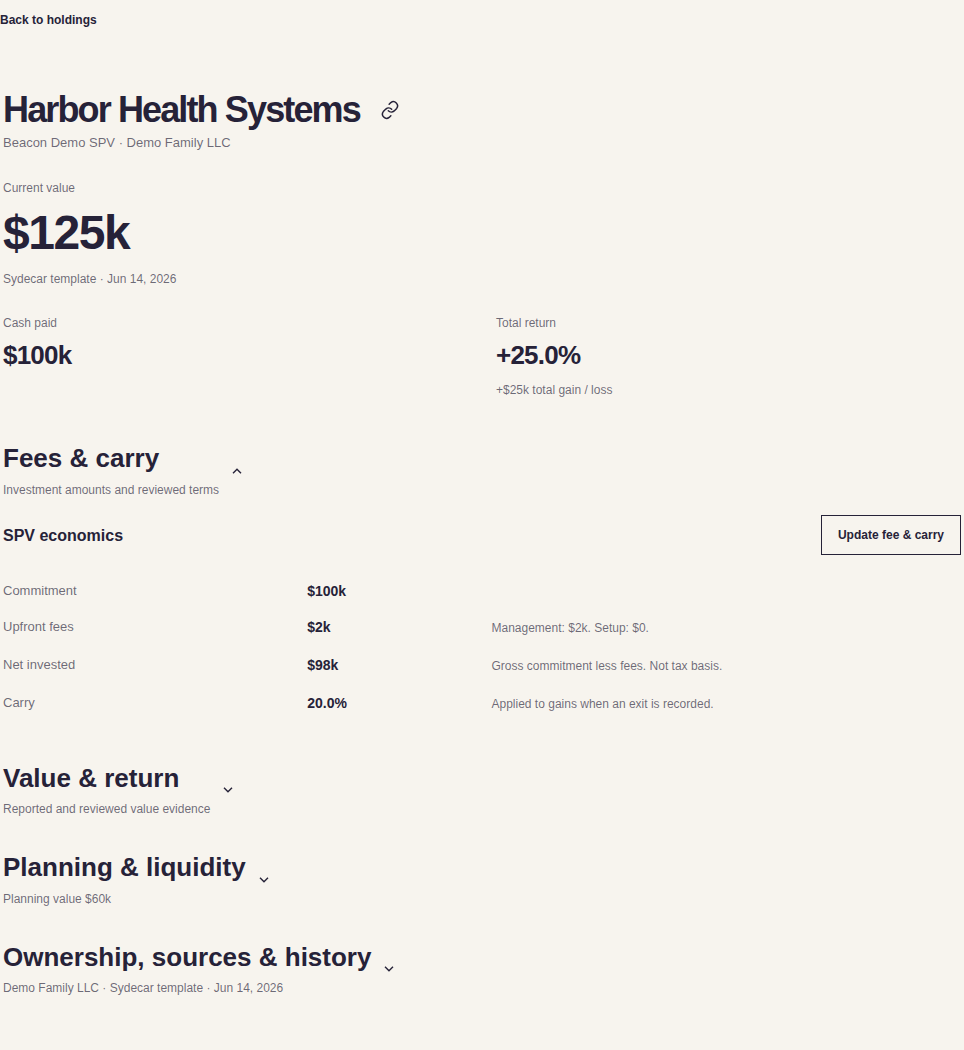 Back to holdings
Harbor Health Systems
Beacon Demo SPV · Demo Family LLC
Current value
$125k
Sydecar template · Jun 14, 2026
Cash paid
$100k
Total return
+25.0%
+$25k total gain / loss
Fees & carry
Investment amounts and reviewed terms
SPV economics
Update fee & carry
Commitment $100k
Upfront fees $2k Management: $2k. Setup: $0.
Net invested $98k Gross commitment less fees. Not tax basis.
Carry 20.0% Applied to gains when an exit is recorded.
Value & return
Reported and reviewed value evidence
Planning & liquidity
Planning value $60k
Ownership, sources & history
Demo Family LLC · Sydecar template · Jun 14, 2026